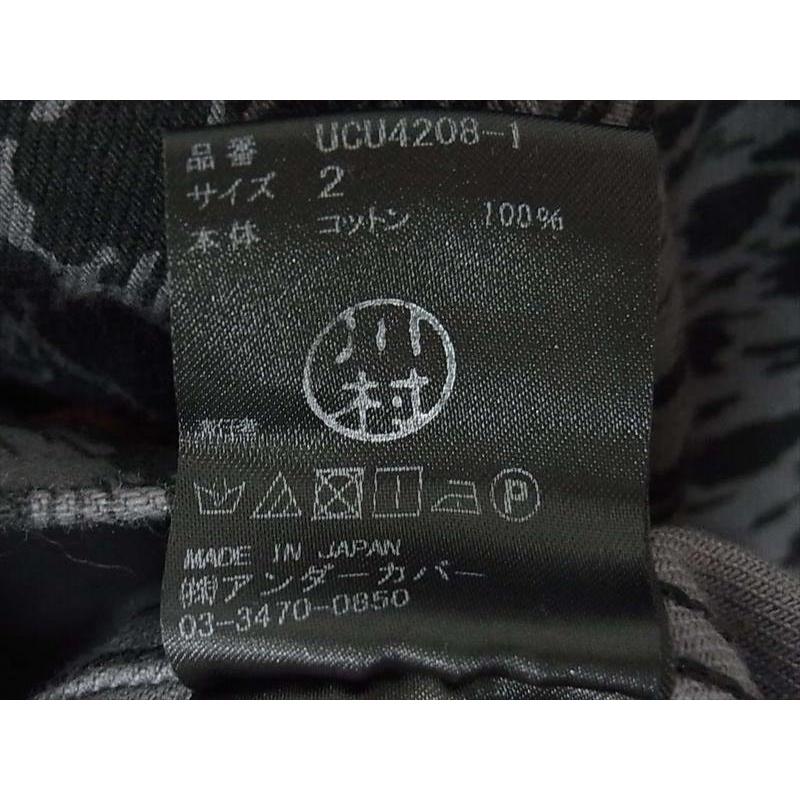 品番 UCU4208-1
サイズ 2
本体 コットン 100%
川
村
MADE IN JAPAN
㈱アンダーカバー
03-3470-0650